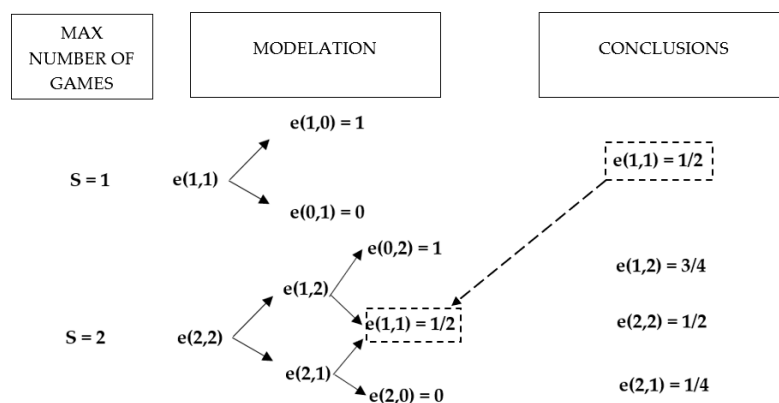 MAX
NUMBER OF
GAMES
MODELATION
CONCLUSIONS
e(1,0) = 1
S = 1
e(1,1)
e(1,1) = 1/2
e(0,1) = 0
e(0,2) = 1
e(1,2)
e(1,2) = 3/4
S = 2
e(2,2)
e(1,1) = 1/2
e(2,2) = 1/2
e(2,1)
e(2,0) = 0
e(2,1) = 1/4